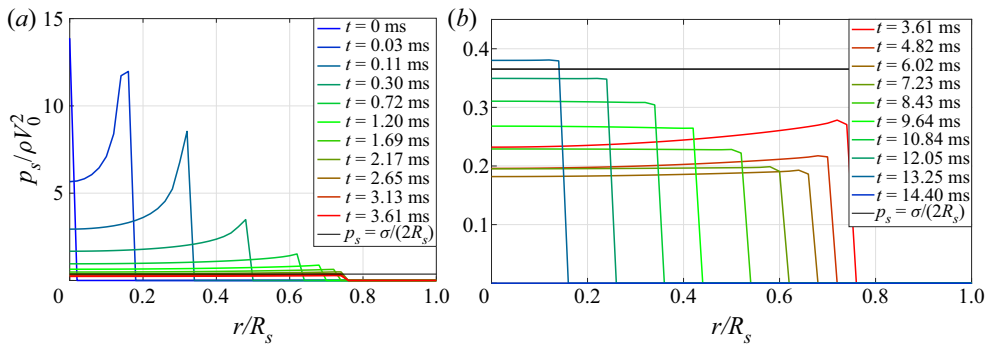 (a)
15
10
5
0
0.2
0.4
0.6
0.8
1.0
p_s/ρV_0^2
r/R_s
t = 0 ms
t = 0.03 ms
t = 0.11 ms
t = 0.30 ms
t = 0.72 ms
t = 1.20 ms
t = 1.69 ms
t = 2.17 ms
t = 2.65 ms
t = 3.13 ms
t = 3.61 ms
p_s = σ/(2R_s)
(b)
0.4
0.3
0.2
0.1
0
0.2
0.4
0.6
0.8
1.0
r/R_s
t = 3.61 ms
t = 4.82 ms
t = 6.02 ms
t = 7.23 ms
t = 8.43 ms
t = 9.64 ms
t = 10.84 ms
t = 12.05 ms
t = 13.25 ms
t = 14.40 ms
p_s = σ/(2R_s)